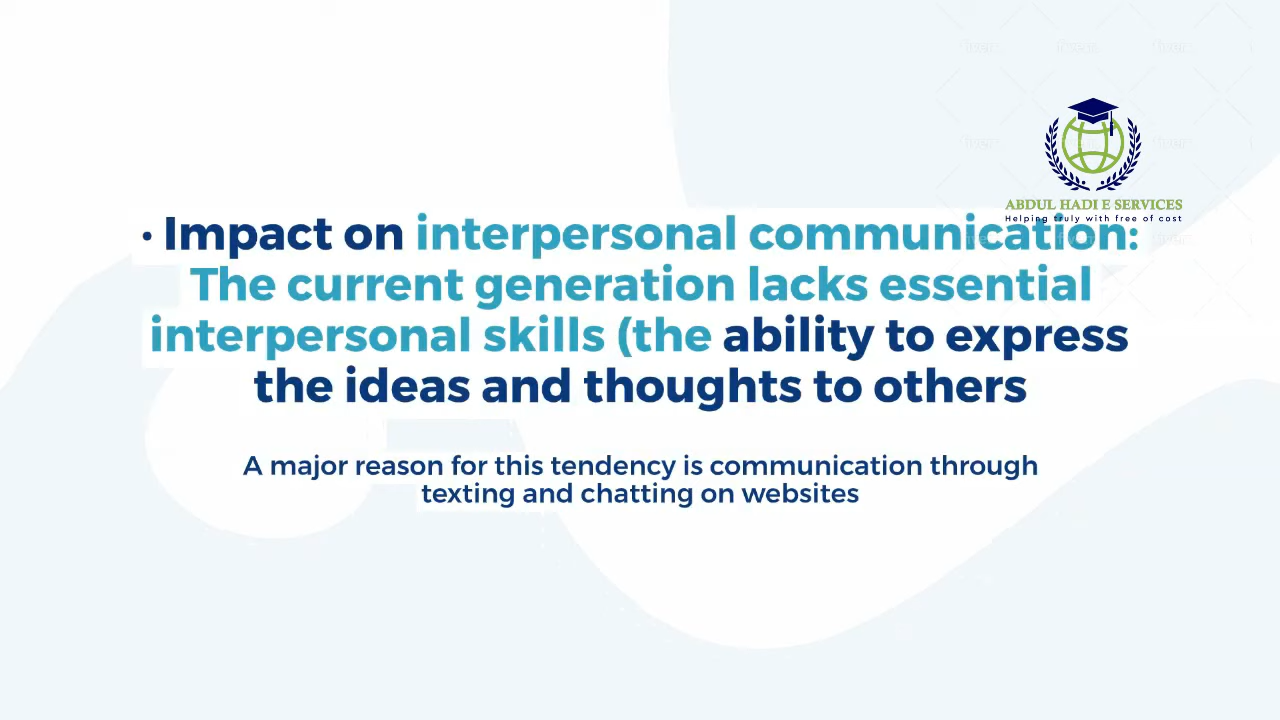 ABDUL HADI E SERVICES
Helping truly with free of cost
• Impact on interpersonal communication:
The current generation lacks essential
interpersonal skills (the ability to express
the ideas and thoughts to others
A major reason for this tendency is communication through
texting and chatting on websites